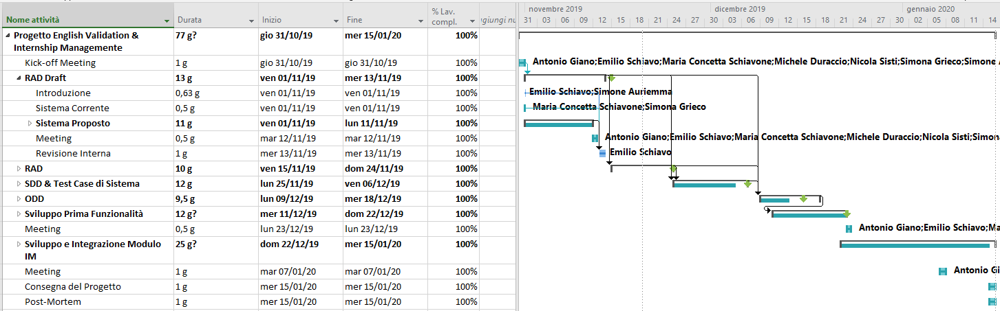 novembre 2019 dicembre 2019 gennaio 2020
Nome attività Durata Inizio Fine % Lav. compl. ggiungi nu
31 03 06 09 12 15 18 21 24 27 30 03 06 09 12 15 18 21 24 27 30 02 05 08 11 14
Progetto English Validation & Internship Managemente 77 g? gio 31/10/19 mer 15/01/20 100%
Kick-off Meeting 1 g gio 31/10/19 gio 31/10/19 100% Antonio Giano;Emilio Schiavo;Maria Concetta Schiavone;Michele Duraccio;Nicola Sisti;Simona Grieco;Simone
RAD Draft 13 g ven 01/11/19 mer 13/11/19 100%
Introduzione 0,63 g ven 01/11/19 ven 01/11/19 100% Emilio Schiavo;Simone Auriemma
Sistema Corrente 0,5 g ven 01/11/19 ven 01/11/19 100% Maria Concetta Schiavone;Simona Grieco
Sistema Proposto 11 g ven 01/11/19 lun 11/11/19 100%
Meeting 0,5 g mar 12/11/19 mar 12/11/19 100% Antonio Giano;Emilio Schiavo;Maria Concetta Schiavone;Michele Duraccio;Nicola Sisti;Simon
Revisione Interna 1 g mer 13/11/19 mer 13/11/19 100% Emilio Schiavo
RAD 10 g ven 15/11/19 dom 24/11/19 100%
SDD & Test Case di Sistema 12 g lun 25/11/19 ven 06/12/19 100%
ODD 9,5 g lun 09/12/19 mer 18/12/19 100%
Sviluppo Prima Funzionalità 12 g? mer 11/12/19 dom 22/12/19 100%
Meeting 0,5 g lun 23/12/19 lun 23/12/19 100% Antonio Giano;Emilio Schiavo;Ma
Sviluppo e Integrazione Modulo IM 25 g? dom 22/12/19 mer 15/01/20 100%
Meeting 1 g mar 07/01/20 mar 07/01/20 100% Antonio Gi
Consegna del Progetto 1 g mer 15/01/20 mer 15/01/20 100%
Post-Mortem 1 g mer 15/01/20 mer 15/01/20 100%